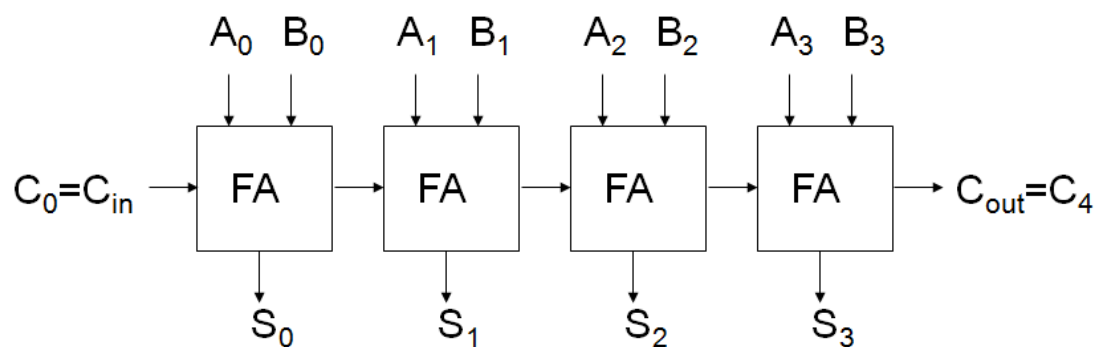 A₀ B₀ A₁ B₁ A₂ B₂ A₃ B₃
C₀=Cᵢₙ FA FA FA FA Cₒᵤₜ=C₄
S₀ S₁ S₂ S₃